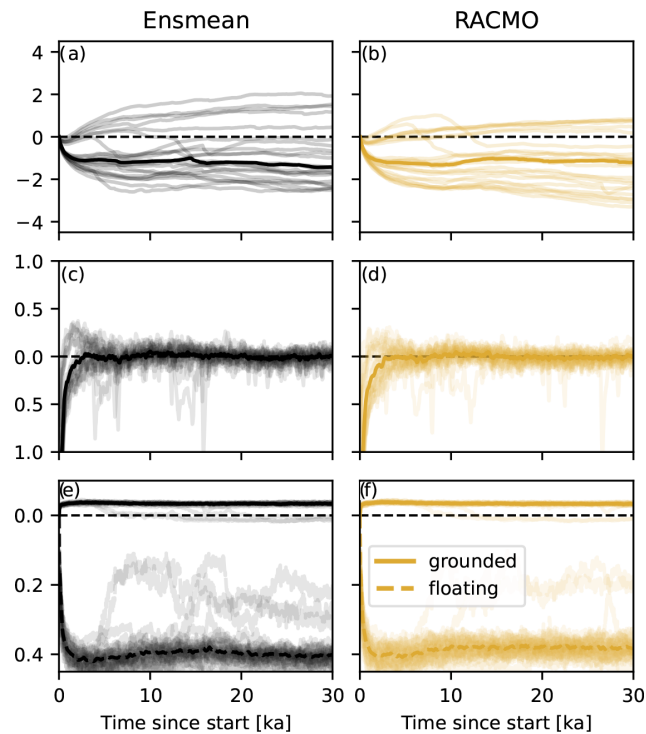 Ensmean RACMO
(a) (b)
4
2
0
−2
−4
(c) (d)
1.0
0.0
0.5
1.0
(e) (f)
0.0
0.2
0.4
grounded
floating
0 10 20 30 0 10 20 30
Time since start [ka] Time since start [ka]